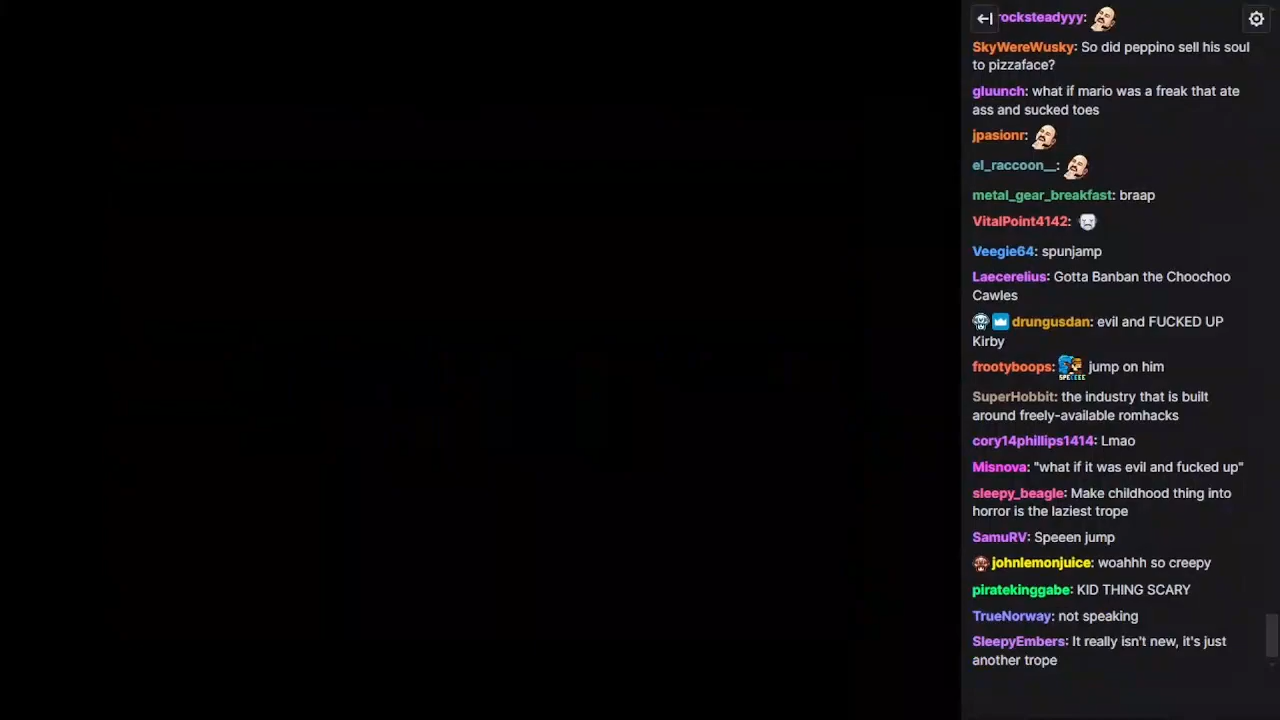 rocksteadyyy:
SkyWereWusky: So did peppino sell his soul
to pizzaface?
gluunch: what if mario was a freak that ate
ass and sucked toes
jpasionr:
el_raccoon__:
metal_gear_breakfast: braap
VitalPoint4142:
Veegie64: spunjamp
Laecerelius: Gotta Banban the Choochoo
Cawles
drungusdan: evil and FUCKED UP
Kirby
frootyboops: jump on him
SuperHobbit: the industry that is built
around freely-available romhacks
cory14phillips1414: Lmao
Misnova: "what if it was evil and fucked up"
sleepy_beagle: Make childhood thing into
horror is the laziest trope
SamuRV: Speeen jump
johnlemonjuice: woahhh so creepy
piratekinggabe: KID THING SCARY
TrueNorway: not speaking
SleepyEmbers: It really isn't new, it's just
another trope